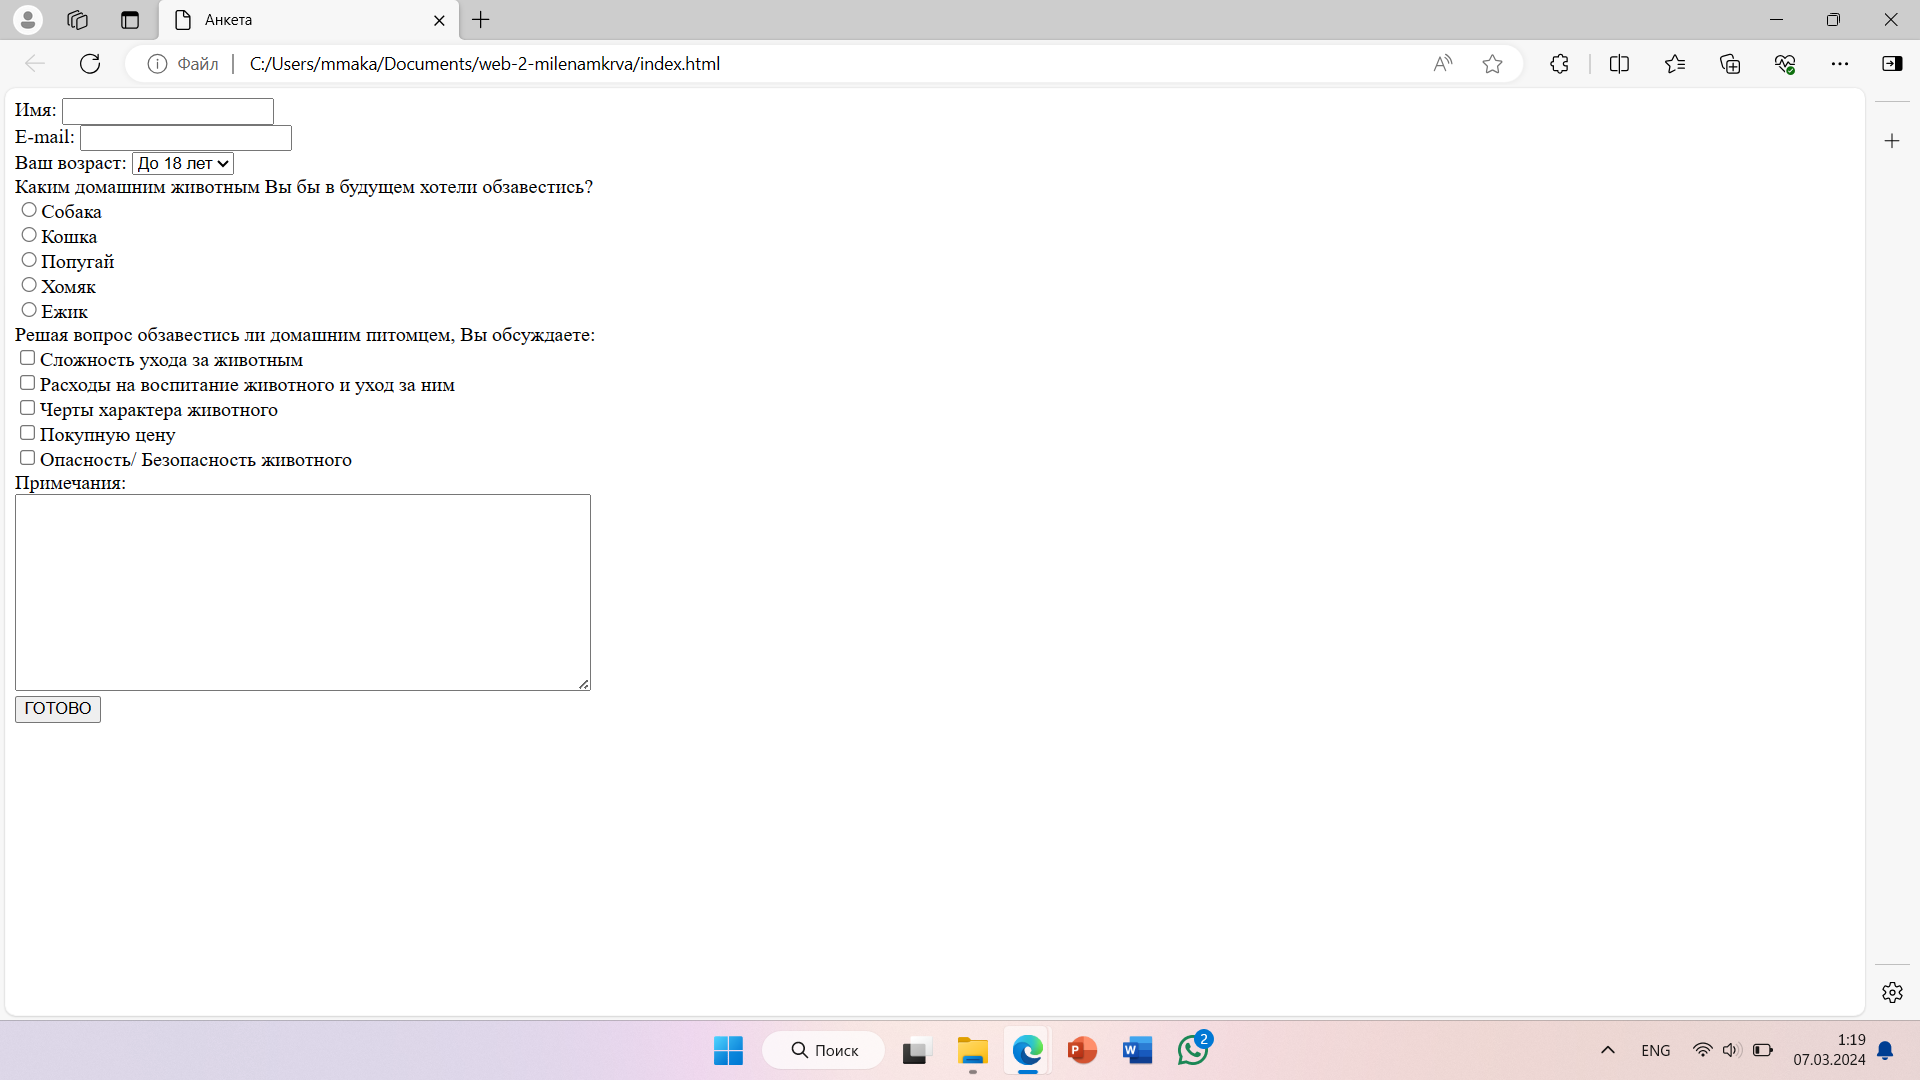 Анкета
Файл
C:/Users/mmaka/Documents/web-2-milenamkrva/index.html
Имя:
E-mail:
Ваш возраст: До 18 лет
Каким домашним животным Вы бы в будущем хотели обзавестись?
Собака
Кошка
Попугай
Хомяк
Ежик
Решая вопрос обзавестись ли домашним питомцем, Вы обсуждаете:
Сложность ухода за животным
Расходы на воспитание животного и уход за ним
Черты характера животного
Покупную цену
Опасность/ Безопасность животного
Примечания:
ГОТОВО
Поиск
2
ENG
1:19
07.03.2024